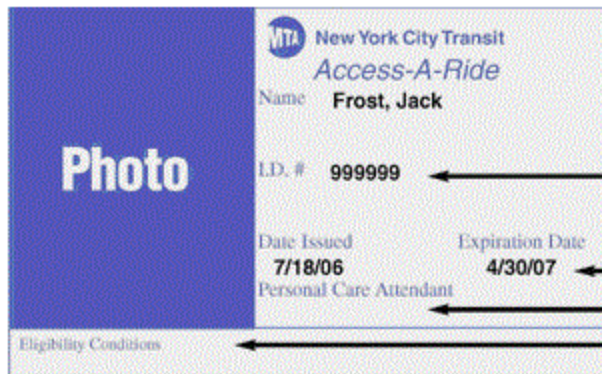 MTA New York City Transit
Access-A-Ride
Name Frost, Jack
Photo
I.D. # 999999
Date Issued Expiration Date
7/18/06 4/30/07
Personal Care Attendant
Eligibility Conditions